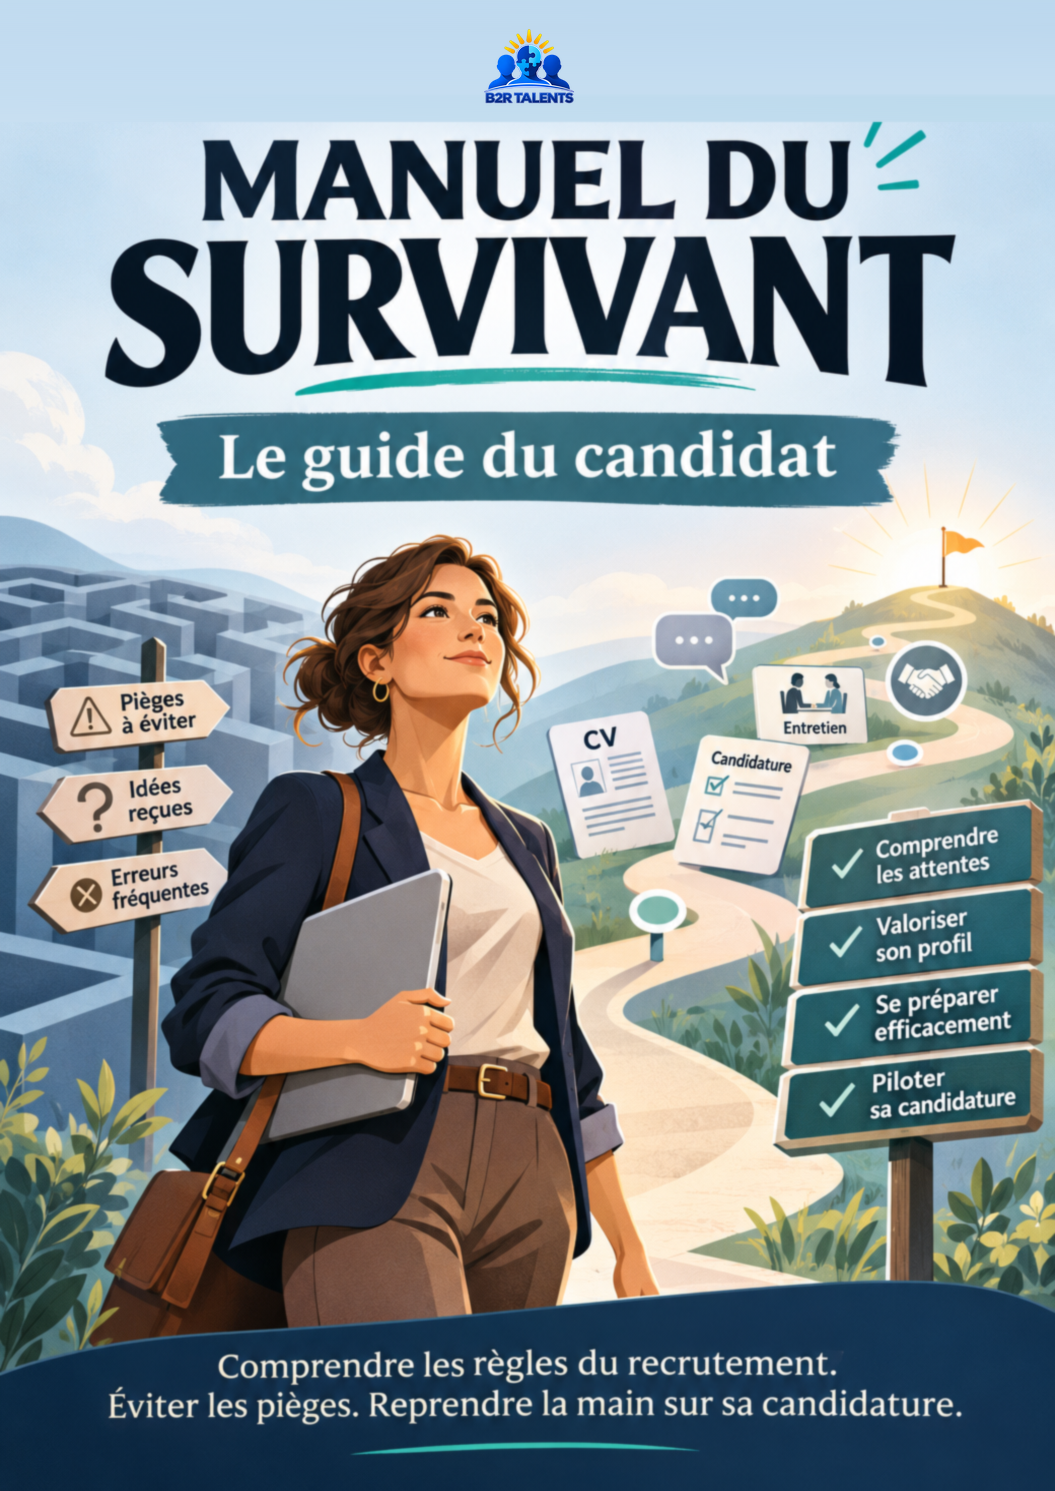 B2R TALENTS
MANUEL DU
SURVIVANT
Le guide du candidat
Pièges
à éviter
Idées
reçues
Erreurs
fréquentes
CV
Entretien
Candidature
Comprendre
les attentes
Valoriser
son profil
Se préparer
efficacement
Piloter
sa candidature
Comprendre les règles du recrutement.
Éviter les pièges. Reprendre la main sur sa candidature.